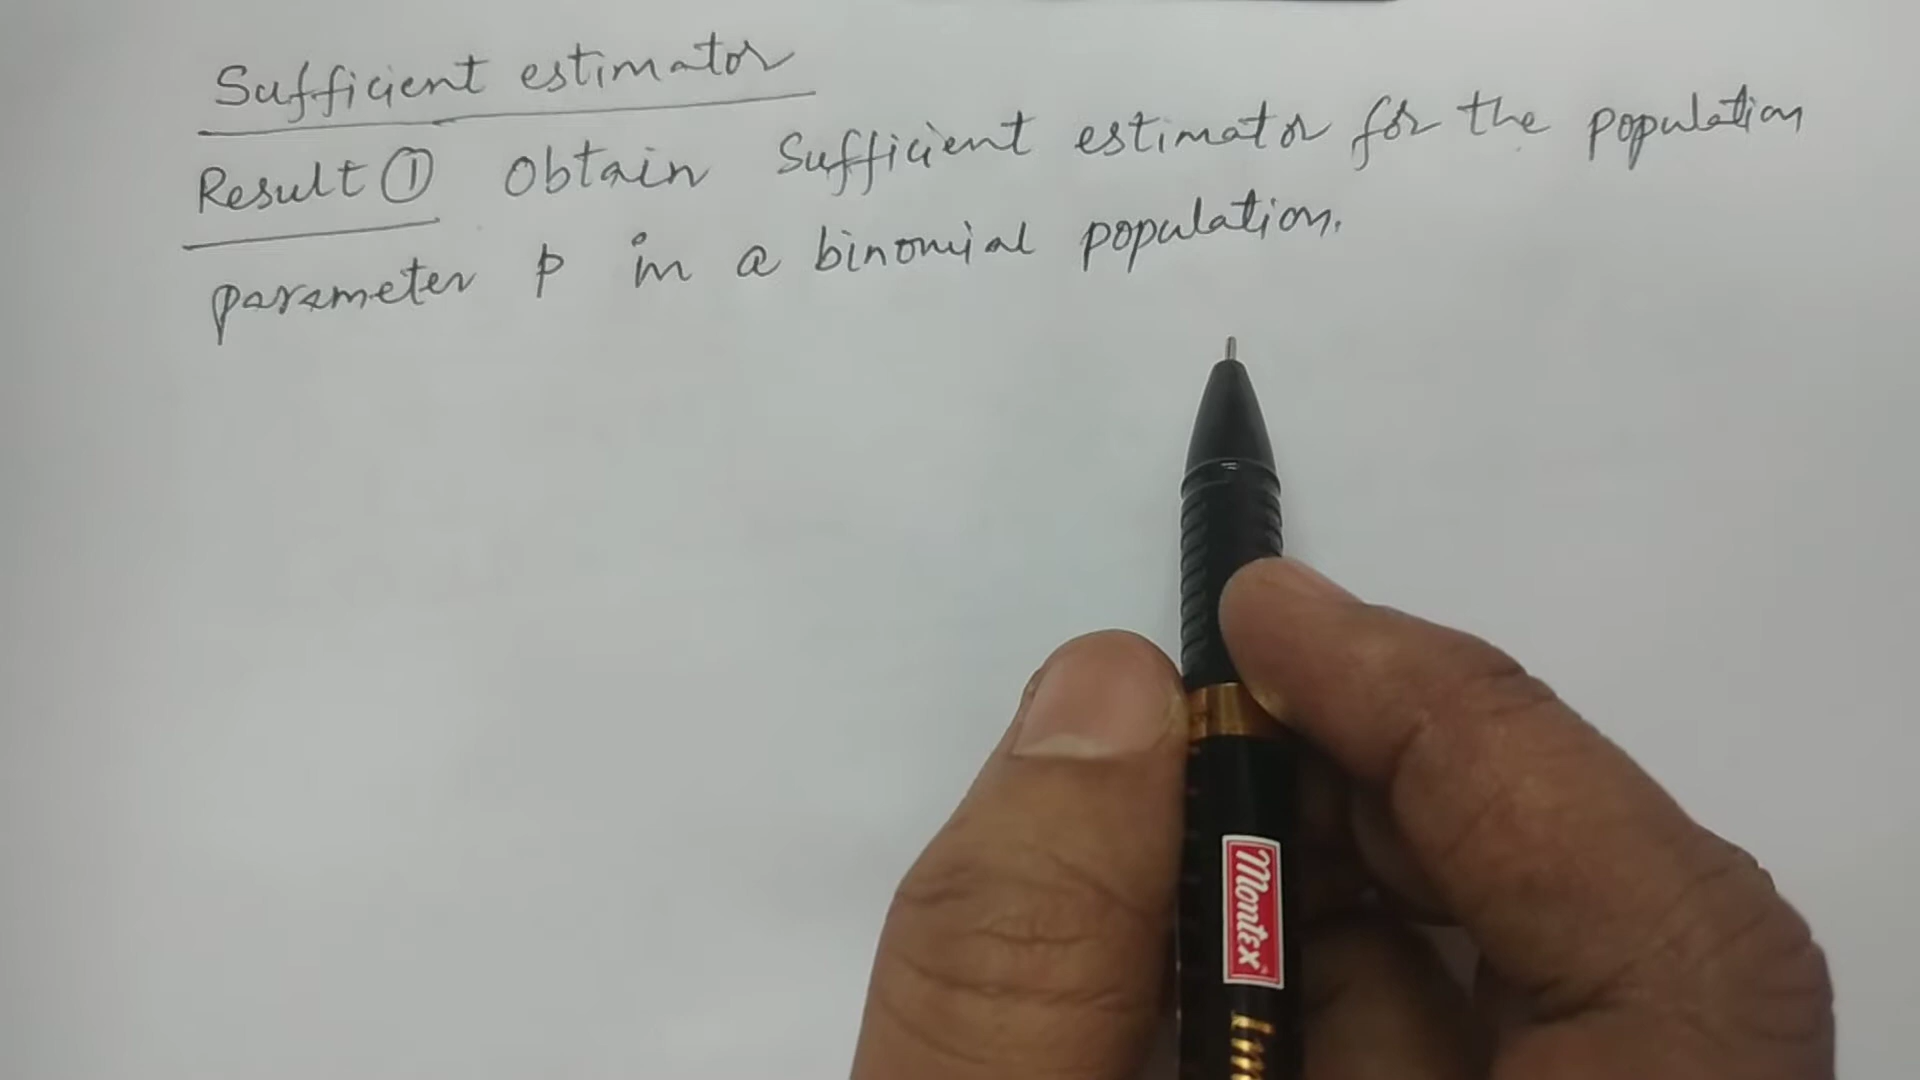 Sufficient estimator
Result ① Obtain Sufficient estimator for the population
parameter p in a binomial population.
Montex